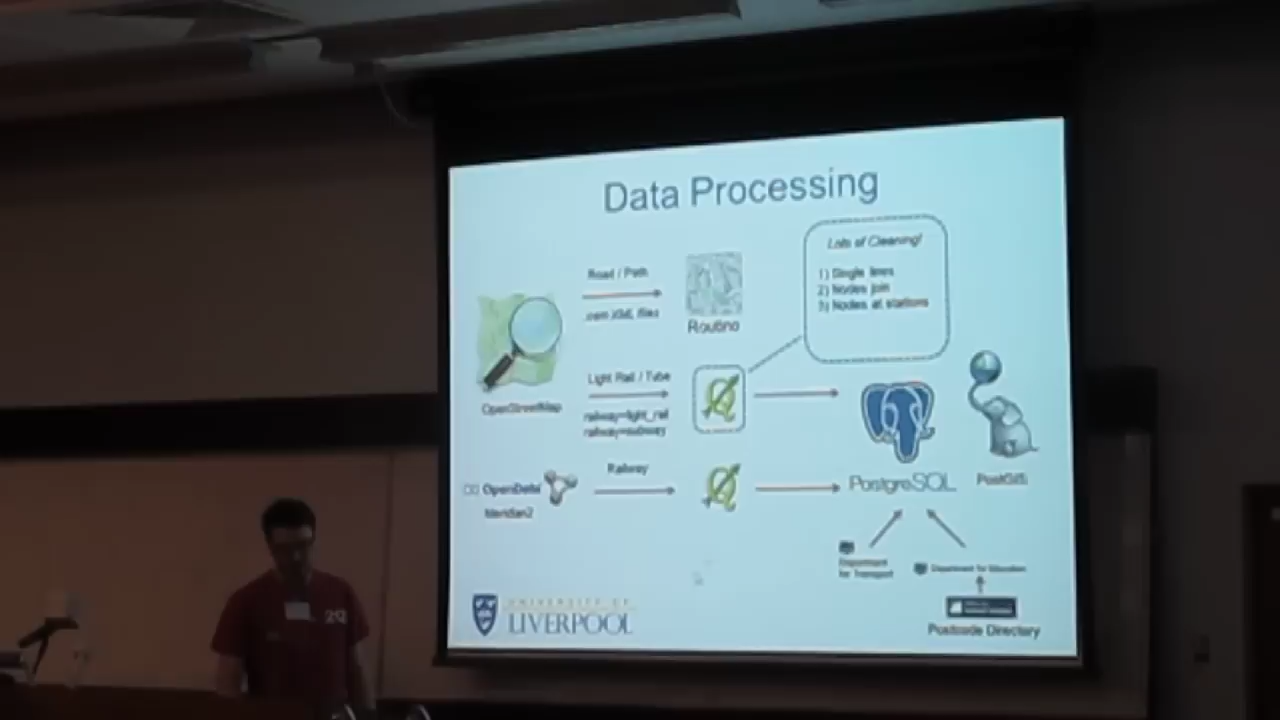 Data Processing
Lots of Cleaning!
1) Single lines
2) Nodes join
3) Nodes at stations
Road / Path
.osm XML files
Routino
OpenStreetMap
Light Rail / Tube
railway=light_rail
railway=subway
OpenData
Meridian2
Railway
PostgreSQL
PostGIS
Department
for Transport
Department for Education
Postcode Directory
UNIVERSITY OF
LIVERPOOL